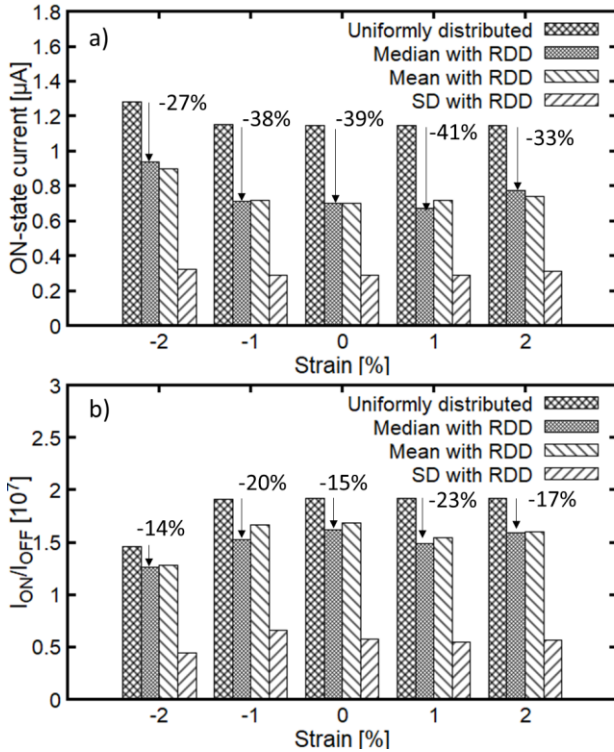 a)
ON-state current [µA]
1.8
1.6
1.4
1.2
1
0.8
0.6
0.4
0.2
0
Uniformly distributed
Median with RDD
Mean with RDD
SD with RDD
-27%
-38%
-39%
-41%
-33%
-2 -1 0 1 2
Strain [%]
b)
I_ON/I_OFF [10^7]
3
2.5
2
1.5
1
0.5
0
Uniformly distributed
Median with RDD
Mean with RDD
SD with RDD
-14%
-20%
-15%
-23%
-17%
-2 -1 0 1 2
Strain [%]